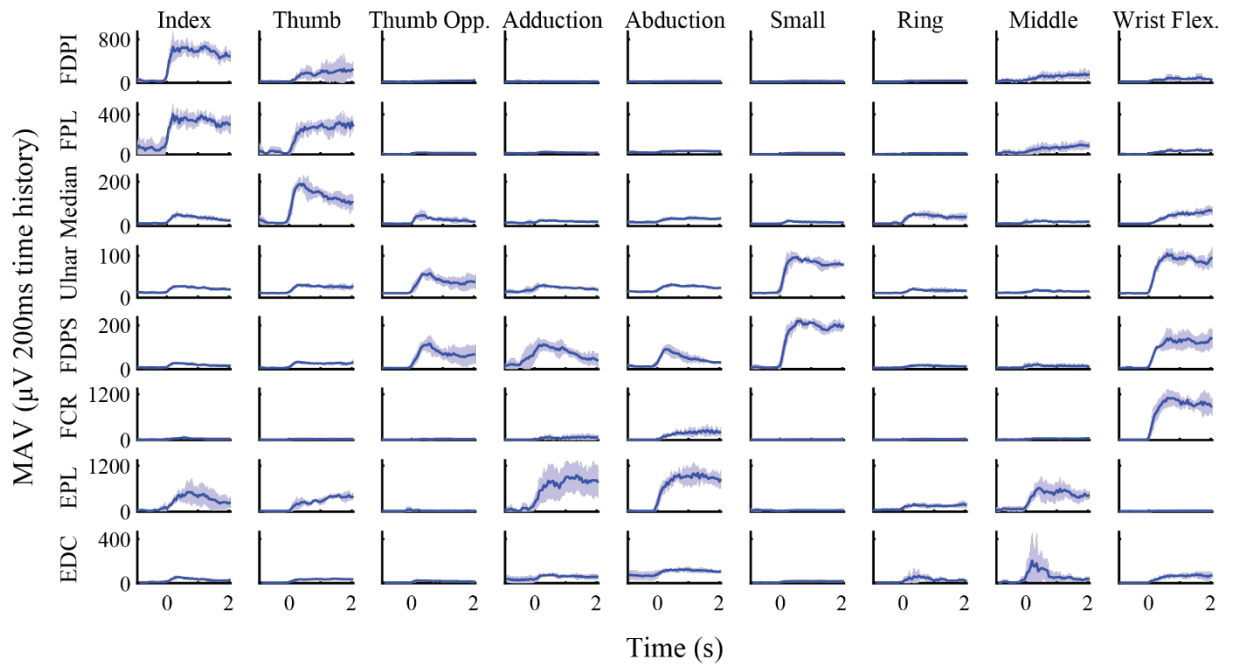 Index Thumb Thumb Opp. Adduction Abduction Small Ring Middle Wrist Flex.
MAV (μV 200ms time history)
FDPI 800 0
FPL 400 0
Median 200 0
Ulnar 100 0
FDPS 200 0
FCR 1200 0
EPL 1200 0
EDC 400 0
0 2 0 2 0 2 0 2 0 2 0 2 0 2 0 2 0 2
Time (s)